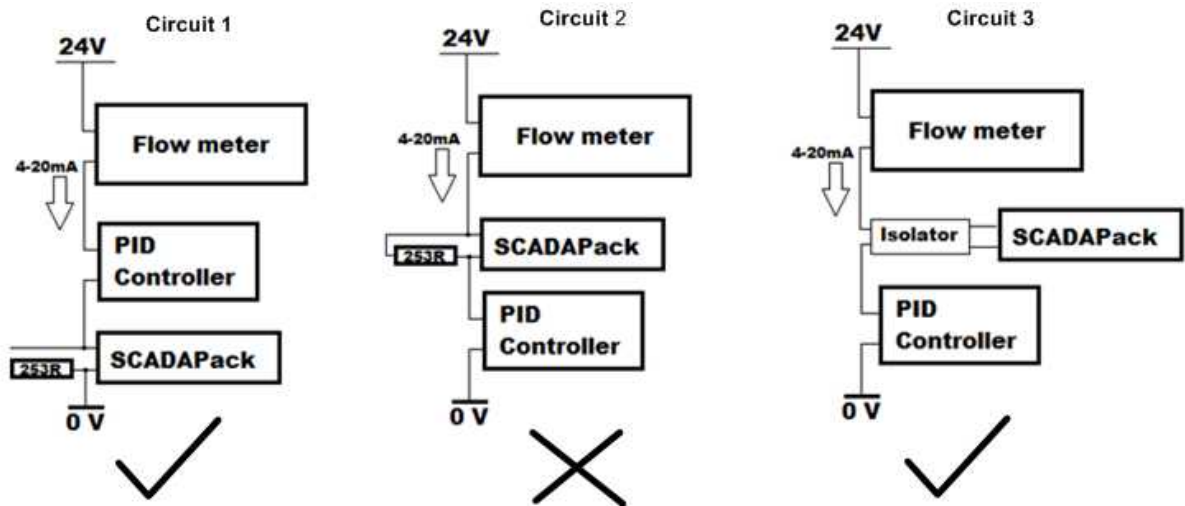 Circuit 1
24V
Flow meter
4-20mA
PID
Controller
SCADAPack
253R
0 V
Circuit 2
24V
Flow meter
4-20mA
SCADAPack
253R
PID
Controller
0 V
Circuit 3
24V
Flow meter
4-20mA
Isolator
SCADAPack
PID
Controller
0 V